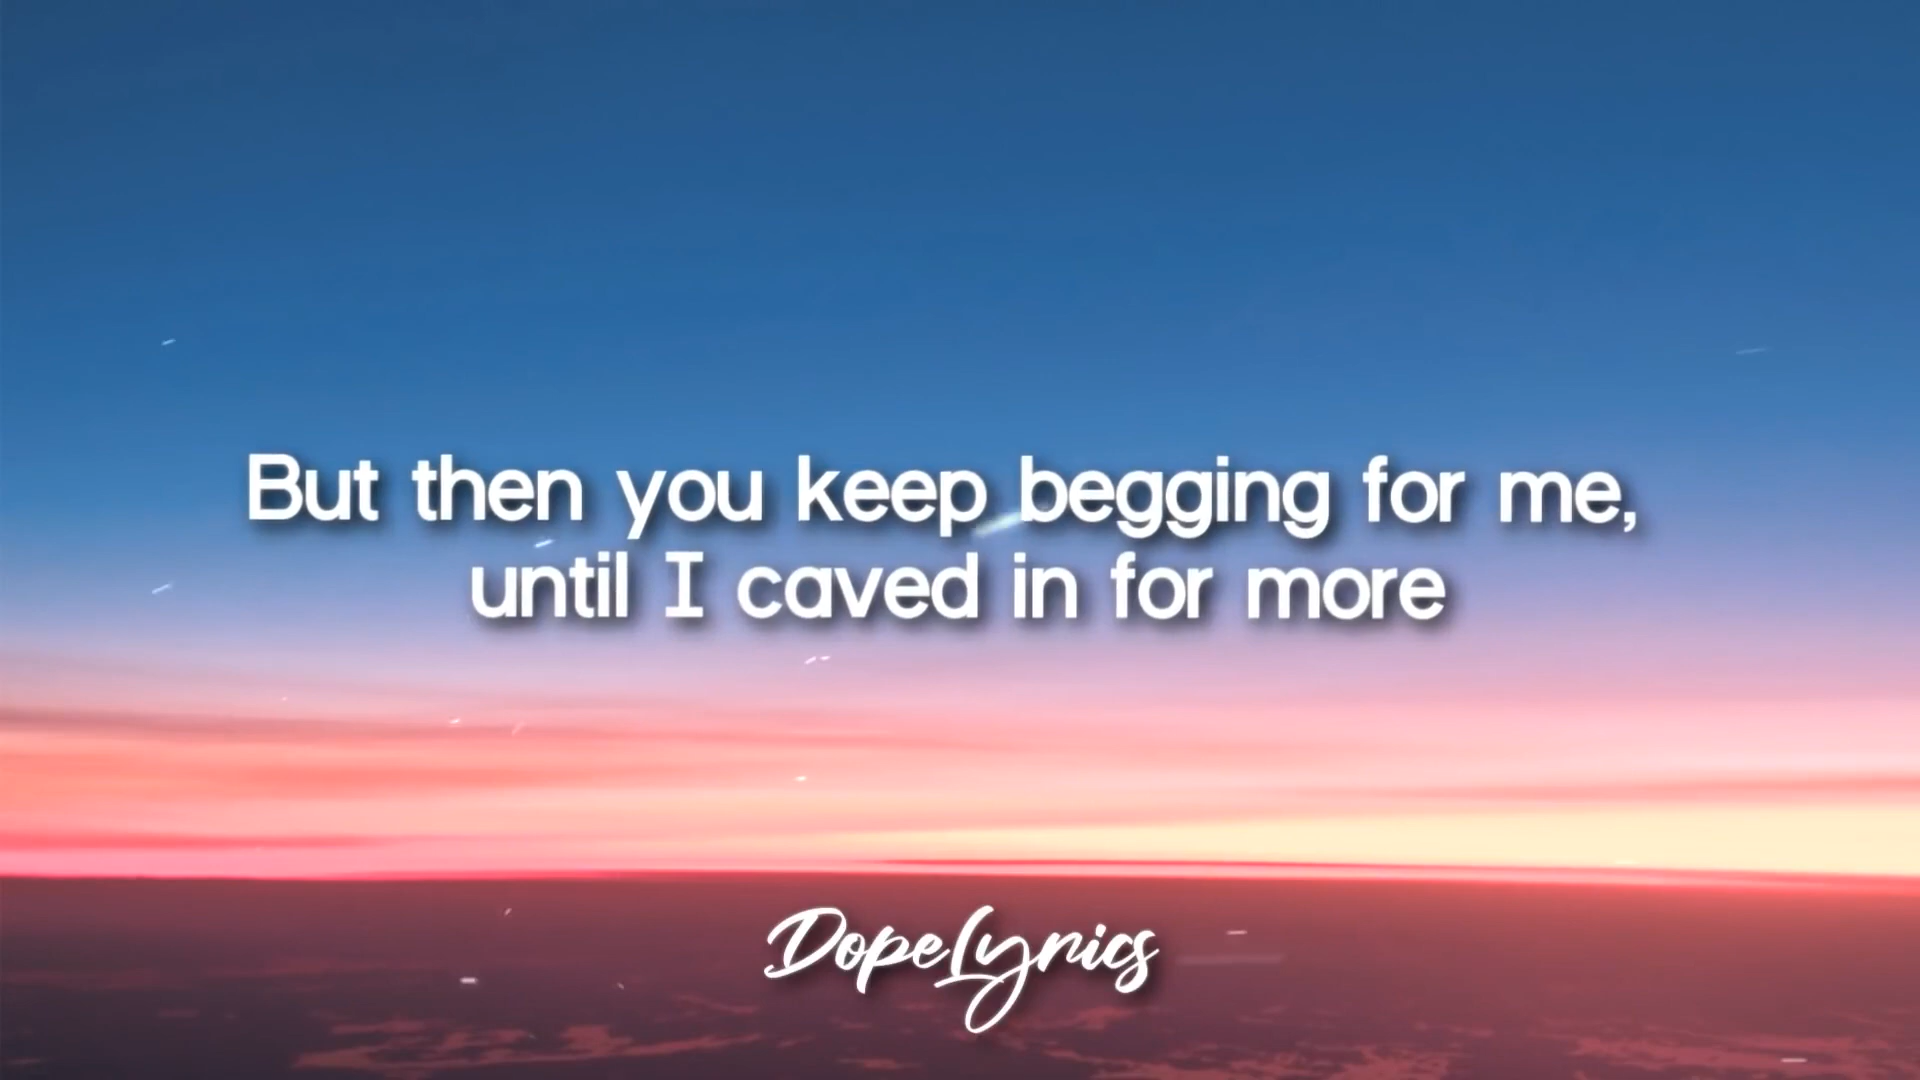 But then you keep begging for me,
until I caved in for more
DopeLyrics